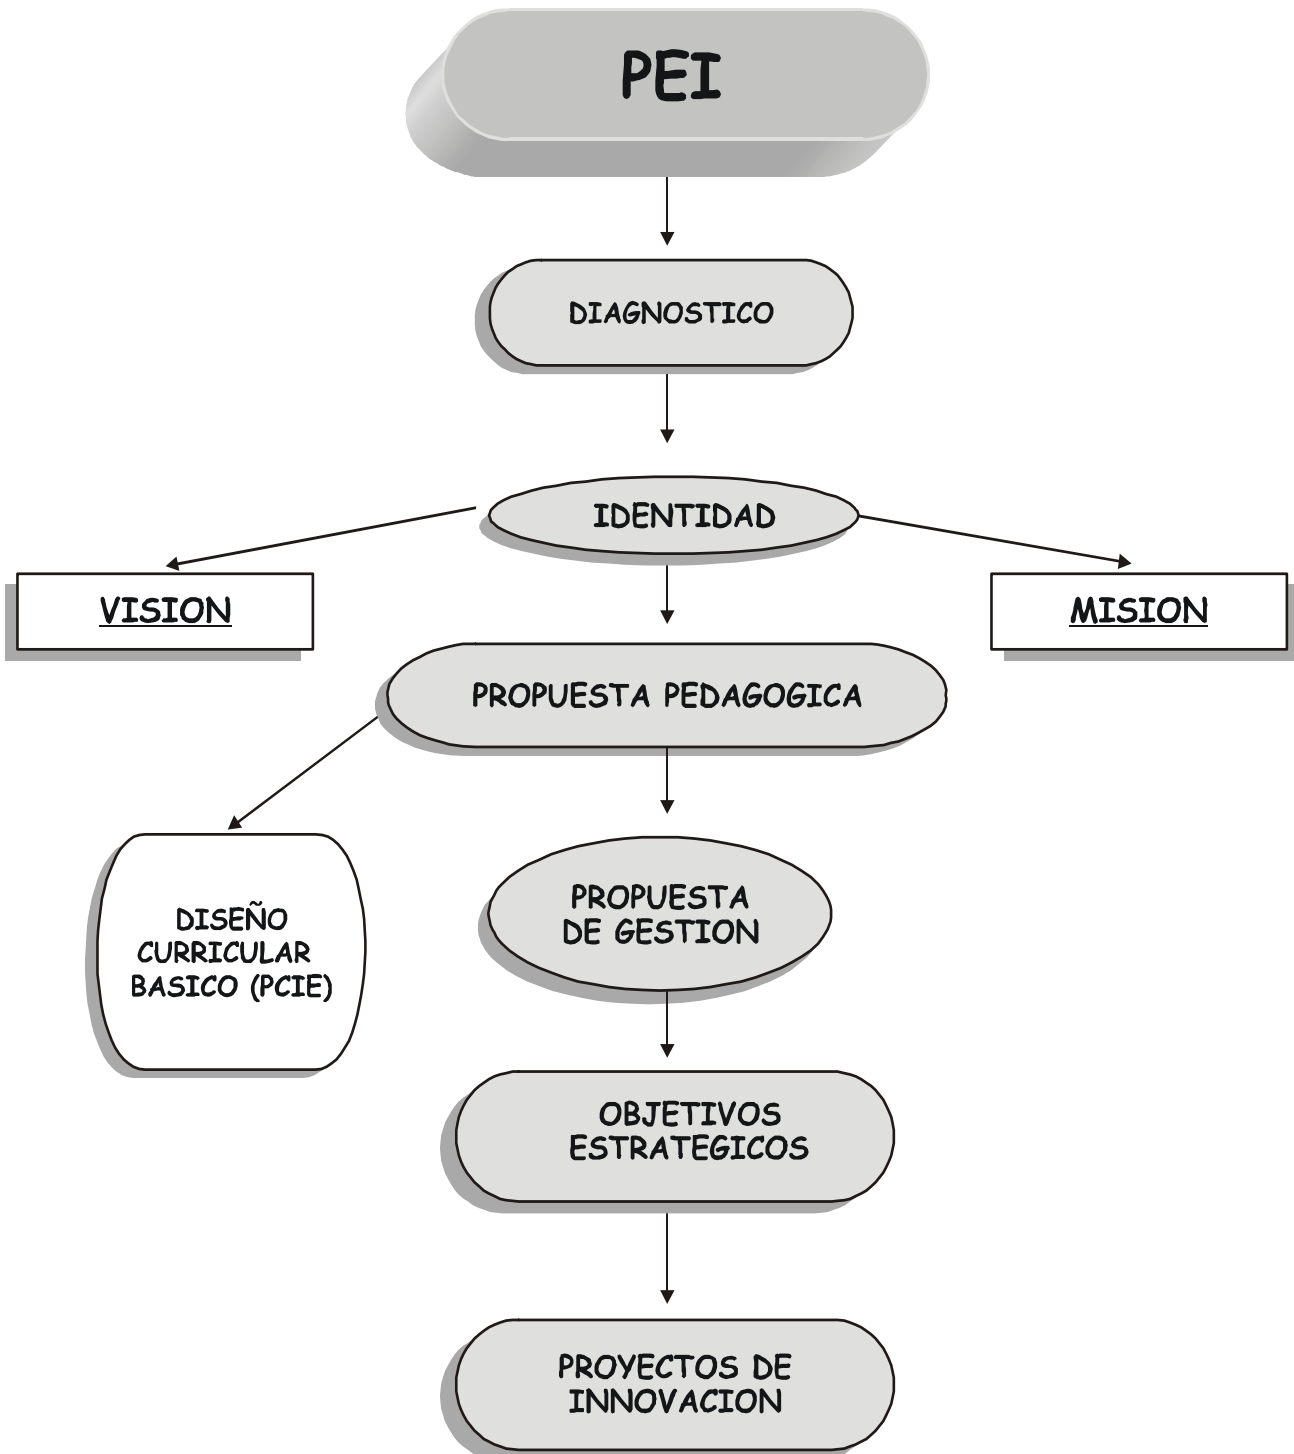 PEI
DIAGNOSTICO
IDENTIDAD
VISION
MISION
PROPUESTA PEDAGOGICA
DISEÑO
CURRICULAR
BASICO (PCIE)
PROPUESTA
DE GESTION
OBJETIVOS
ESTRATEGICOS
PROYECTOS DE
INNOVACION